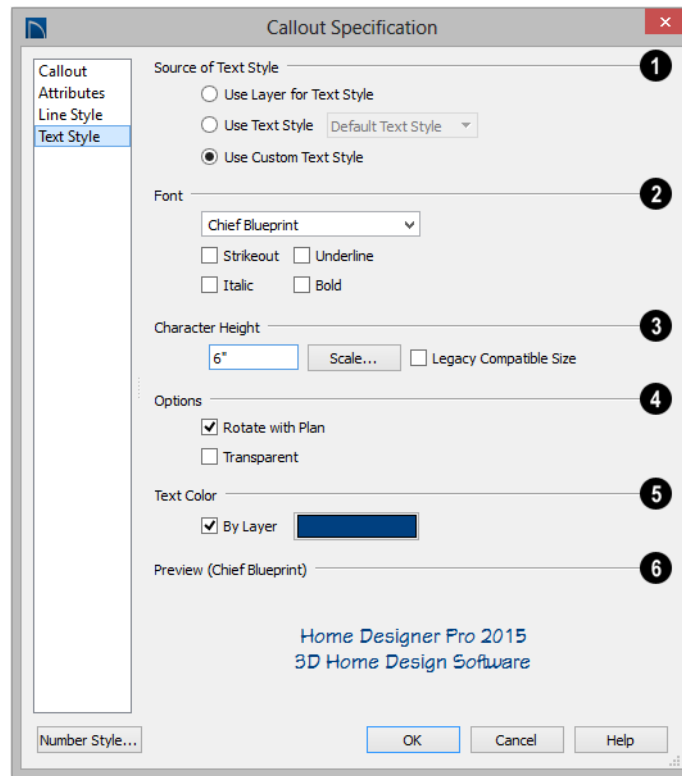 Callout Specification
Callout
Attributes
Line Style
Text Style
Source of Text Style
1
Use Layer for Text Style
Use Text Style Default Text Style
Use Custom Text Style
Font
2
Chief Blueprint
Strikeout Underline
Italic Bold
Character Height
3
6" Scale... Legacy Compatible Size
Options
4
Rotate with Plan
Transparent
Text Color
5
By Layer
Preview (Chief Blueprint)
6
Home Designer Pro 2015
3D Home Design Software
Number Style... OK Cancel Help